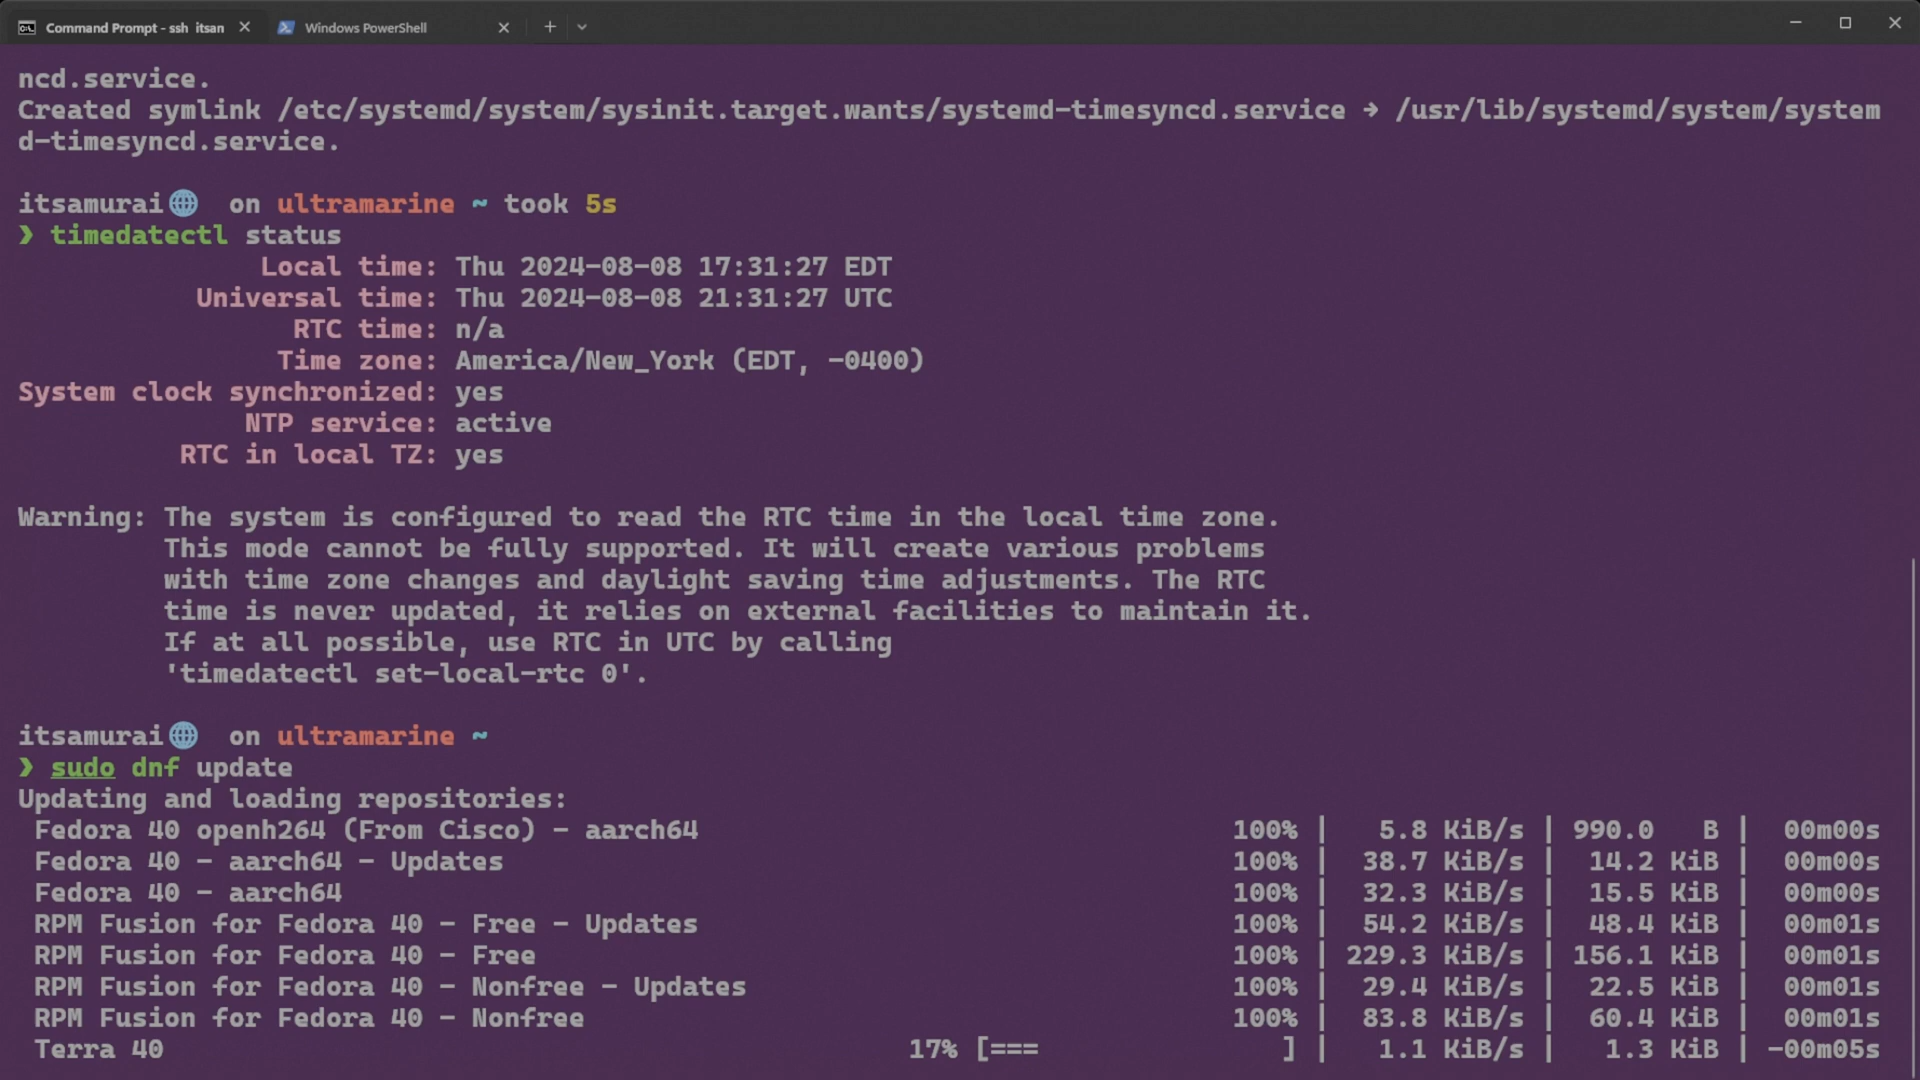 Command Prompt - ssh  itsan
Windows PowerShell
ncd.service.
Created symlink /etc/systemd/system/sysinit.target.wants/systemd-timesyncd.service → /usr/lib/systemd/system/system
d-timesyncd.service.
itsamurai🌐  on ultramarine ~ took 5s
❯ timedatectl status
Local time: Thu 2024-08-08 17:31:27 EDT
Universal time: Thu 2024-08-08 21:31:27 UTC
RTC time: n/a
Time zone: America/New_York (EDT, -0400)
System clock synchronized: yes
NTP service: active
RTC in local TZ: yes
Warning: The system is configured to read the RTC time in the local time zone.
This mode cannot be fully supported. It will create various problems
with time zone changes and daylight saving time adjustments. The RTC
time is never updated, it relies on external facilities to maintain it.
If at all possible, use RTC in UTC by calling
'timedatectl set-local-rtc 0'.
itsamurai🌐  on ultramarine ~
❯ sudo dnf update
Updating and loading repositories:
Fedora 40 openh264 (From Cisco) - aarch64 100% | 5.8 KiB/s | 990.0 B | 00m00s
Fedora 40 - aarch64 - Updates 100% | 38.7 KiB/s | 14.2 KiB | 00m00s
Fedora 40 - aarch64 100% | 32.3 KiB/s | 15.5 KiB | 00m00s
RPM Fusion for Fedora 40 - Free - Updates 100% | 54.2 KiB/s | 48.4 KiB | 00m01s
RPM Fusion for Fedora 40 - Free 100% | 229.3 KiB/s | 156.1 KiB | 00m01s
RPM Fusion for Fedora 40 - Nonfree - Updates 100% | 29.4 KiB/s | 22.5 KiB | 00m01s
RPM Fusion for Fedora 40 - Nonfree 100% | 83.8 KiB/s | 60.4 KiB | 00m01s
Terra 40 17% [===               ] | 1.1 KiB/s | 1.3 KiB | -00m05s